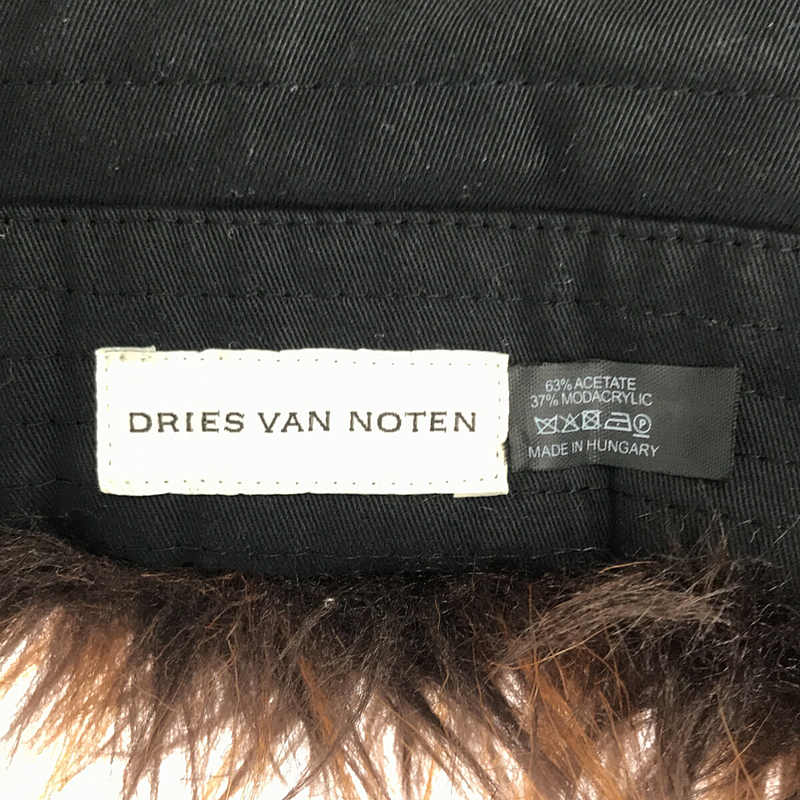 DRIES VAN NOTEN
63% ACETATE
37% MODACRYLIC
MADE IN HUNGARY